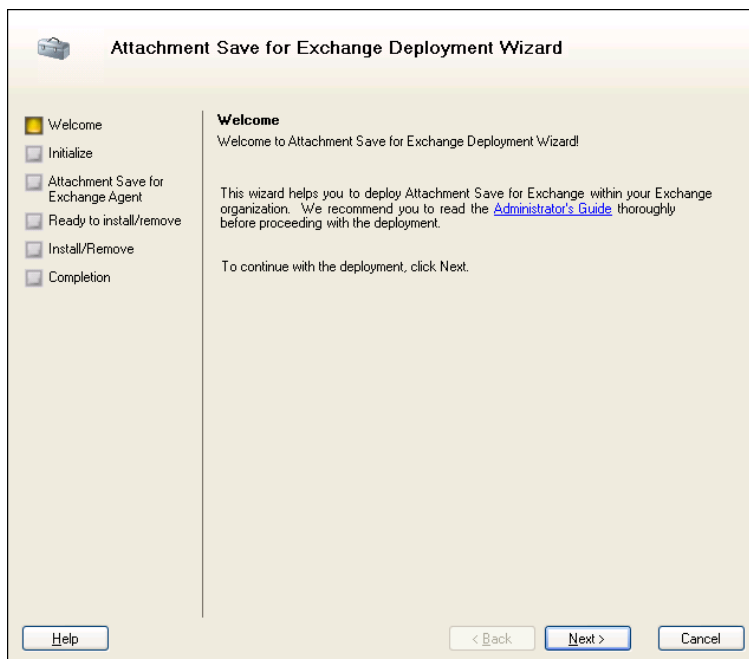 Attachment Save for Exchange Deployment Wizard
Welcome
Initialize
Attachment Save for
Exchange Agent
Ready to install/remove
Install/Remove
Completion
Welcome
Welcome to Attachment Save for Exchange Deployment Wizard!
This wizard helps you to deploy Attachment Save for Exchange within your Exchange
organization. We recommend you to read the Administrator's Guide thoroughly
before proceeding with the deployment.
To continue with the deployment, click Next.
Help
< Back
Next >
Cancel